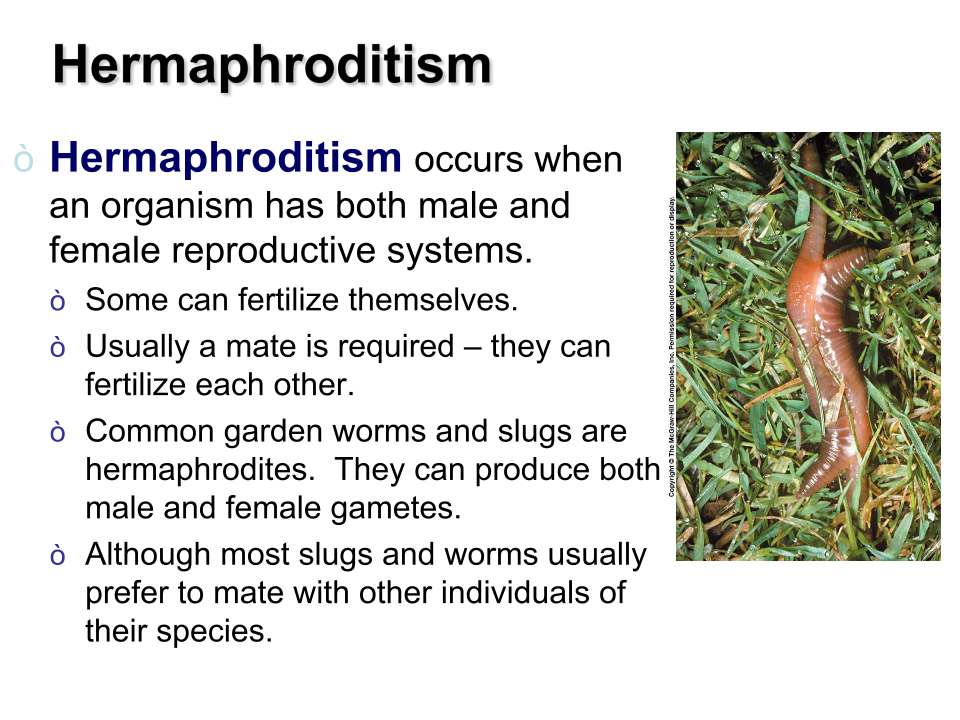 Hermaphroditism
ò Hermaphroditism occurs when
an organism has both male and
female reproductive systems.
ò Some can fertilize themselves.
ò Usually a mate is required – they can
fertilize each other.
ò Common garden worms and slugs are
hermaphrodites.  They can produce both
male and female gametes.
ò Although most slugs and worms usually
prefer to mate with other individuals of
their species.
Copyright © The McGraw-Hill Companies, Inc. Permission required for reproduction or display.